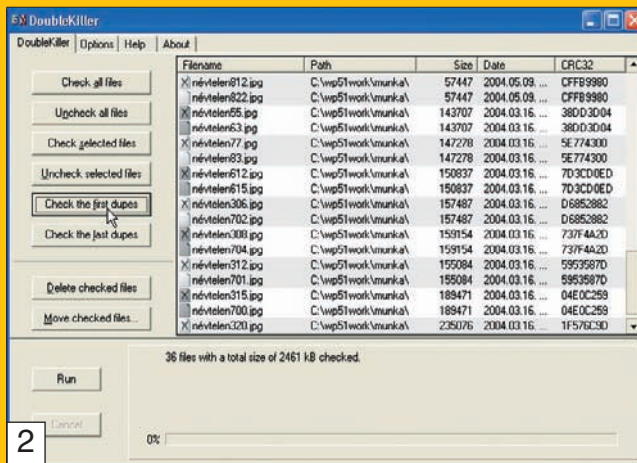 DoubleKiller
DoubleKiller Options Help About
Check all files
Uncheck all files
Check selected files
Uncheck selected files
Check the first dupes
Check the last dupes
Delete checked files
Move checked files...
Filename Path Size Date CRC32
névtelen812.jpg C:\wp51work\munka\ 57447 2004.05.09. ... CFFB9980
névtelen822.jpg C:\wp51work\munka\ 57447 2004.05.09. ... CFFB9980
névtelen55.jpg C:\wp51work\munka\ 143707 2004.03.16. ... 38DD3D04
névtelen63.jpg C:\wp51work\munka\ 143707 2004.03.16. ... 38DD3D04
névtelen77.jpg C:\wp51work\munka\ 147278 2004.03.16. ... 5E774300
névtelen83.jpg C:\wp51work\munka\ 147278 2004.03.16. ... 5E774300
névtelen612.jpg C:\wp51work\munka\ 150837 2004.03.16. ... 7D3CD0ED
névtelen615.jpg C:\wp51work\munka\ 150837 2004.03.16. ... 7D3CD0ED
névtelen306.jpg C:\wp51work\munka\ 157487 2004.03.16. ... D6852882
névtelen702.jpg C:\wp51work\munka\ 157487 2004.03.16. ... D6852882
névtelen308.jpg C:\wp51work\munka\ 159154 2004.03.16. ... 737F4A2D
névtelen704.jpg C:\wp51work\munka\ 159154 2004.03.16. ... 737F4A2D
névtelen312.jpg C:\wp51work\munka\ 155084 2004.03.16. ... 5953587D
névtelen701.jpg C:\wp51work\munka\ 155084 2004.03.16. ... 5953587D
névtelen315.jpg C:\wp51work\munka\ 189471 2004.03.16. ... 04E0C259
névtelen700.jpg C:\wp51work\munka\ 189471 2004.03.16. ... 04E0C259
névtelen320.jpg C:\wp51work\munka\ 235076 2004.03.16. ... 1F576C9D
36 files with a total size of 2461 kB checked.
Run
Cancel
0%
2